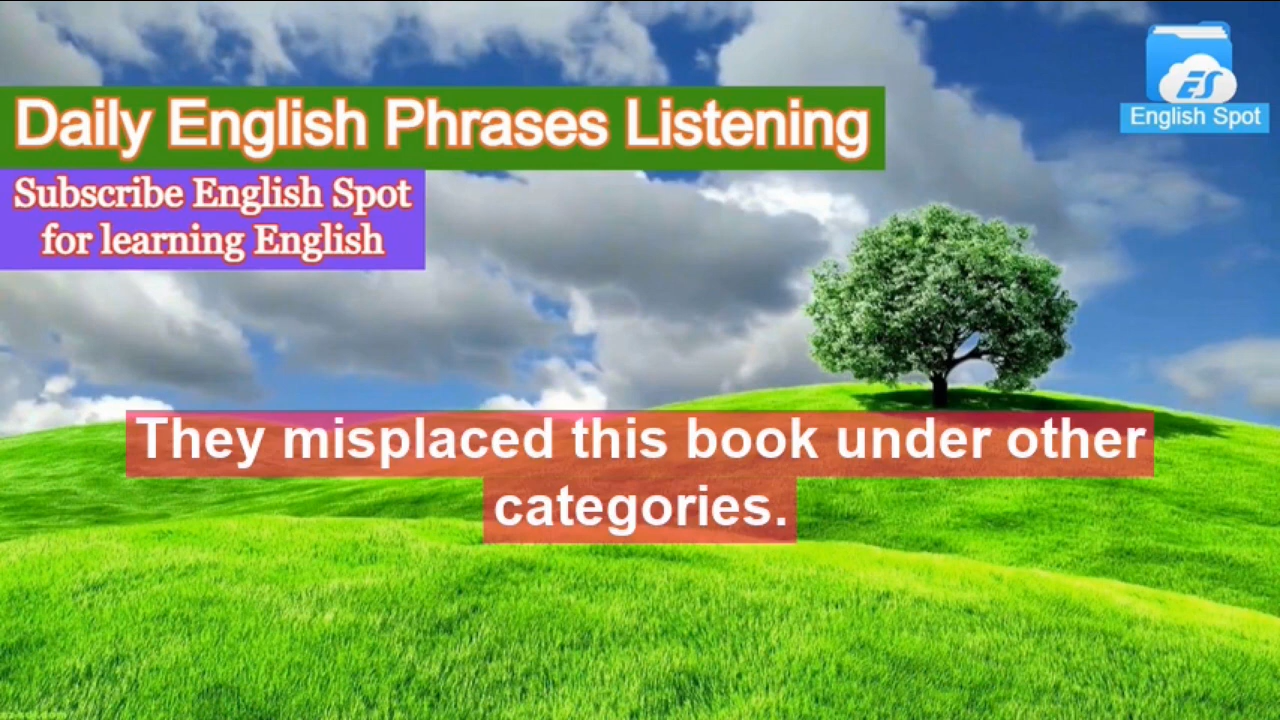 Daily English Phrases Listening
Subscribe English Spot
for learning English
ES
English Spot
They misplaced this book under other
categories.